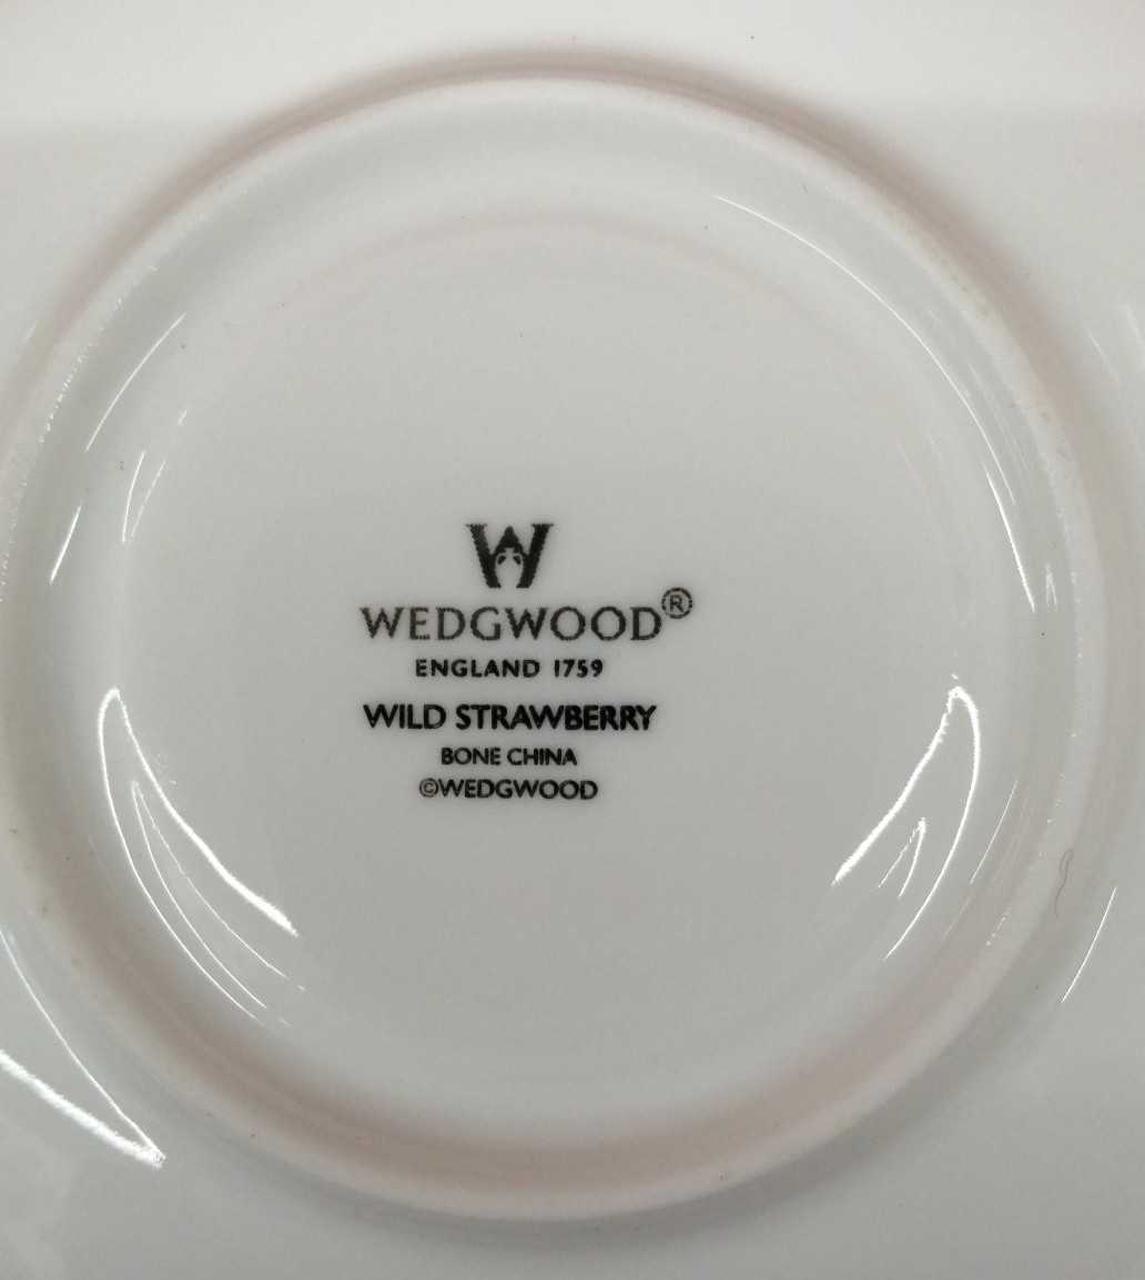 W
WEDGWOOD®
ENGLAND 1759
WILD STRAWBERRY
BONE CHINA
©WEDGWOOD